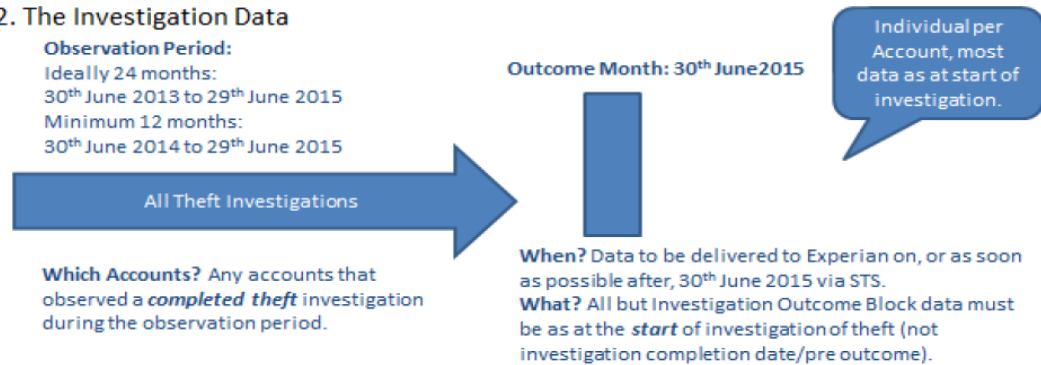 2. The Investigation Data
Observation Period:
Ideally 24 months:
30th June 2013 to 29th June 2015
Minimum 12 months:
30th June 2014 to 29th June 2015
Outcome Month: 30th June2015
Individual per
Account, most
data as at start of
investigation.
All Theft Investigations
Which Accounts? Any accounts that
observed a completed theft investigation
during the observation period.
When? Data to be delivered to Experian on, or as soon
as possible after, 30th June 2015 via STS.
What? All but Investigation Outcome Block data must
be as at the start of investigation of theft (not
investigation completion date/pre outcome).